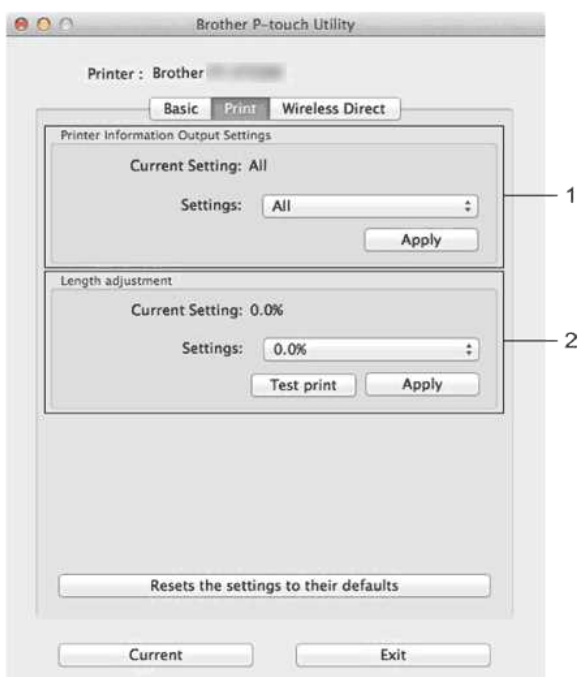 Brother P-touch Utility
Printer : Brother
Basic Print Wireless Direct
Printer Information Output Settings
Current Setting: All
Settings: All
Apply
1
Length adjustment
Current Setting: 0.0%
Settings: 0.0%
2
Test print Apply
Resets the settings to their defaults
Current Exit